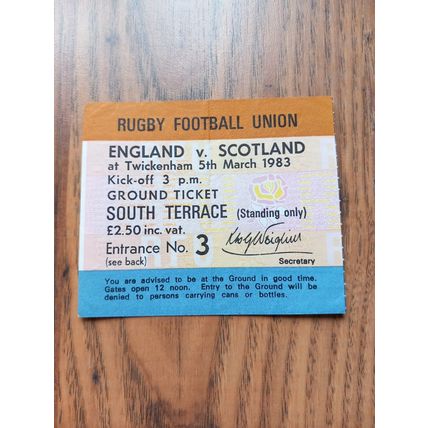 RUGBY FOOTBALL UNION
ENGLAND v. SCOTLAND
at Twickenham 5th March 1983
Kick-off 3 p.m.
GROUND TICKET
SOUTH TERRACE (Standing only)
£2.50 inc. vat.
Entrance No. 3
(see back)
Secretary
You are advised to be at the Ground in good time.
Gates open 12 noon. Entry to the Ground will be
denied to persons carrying cans or bottles.